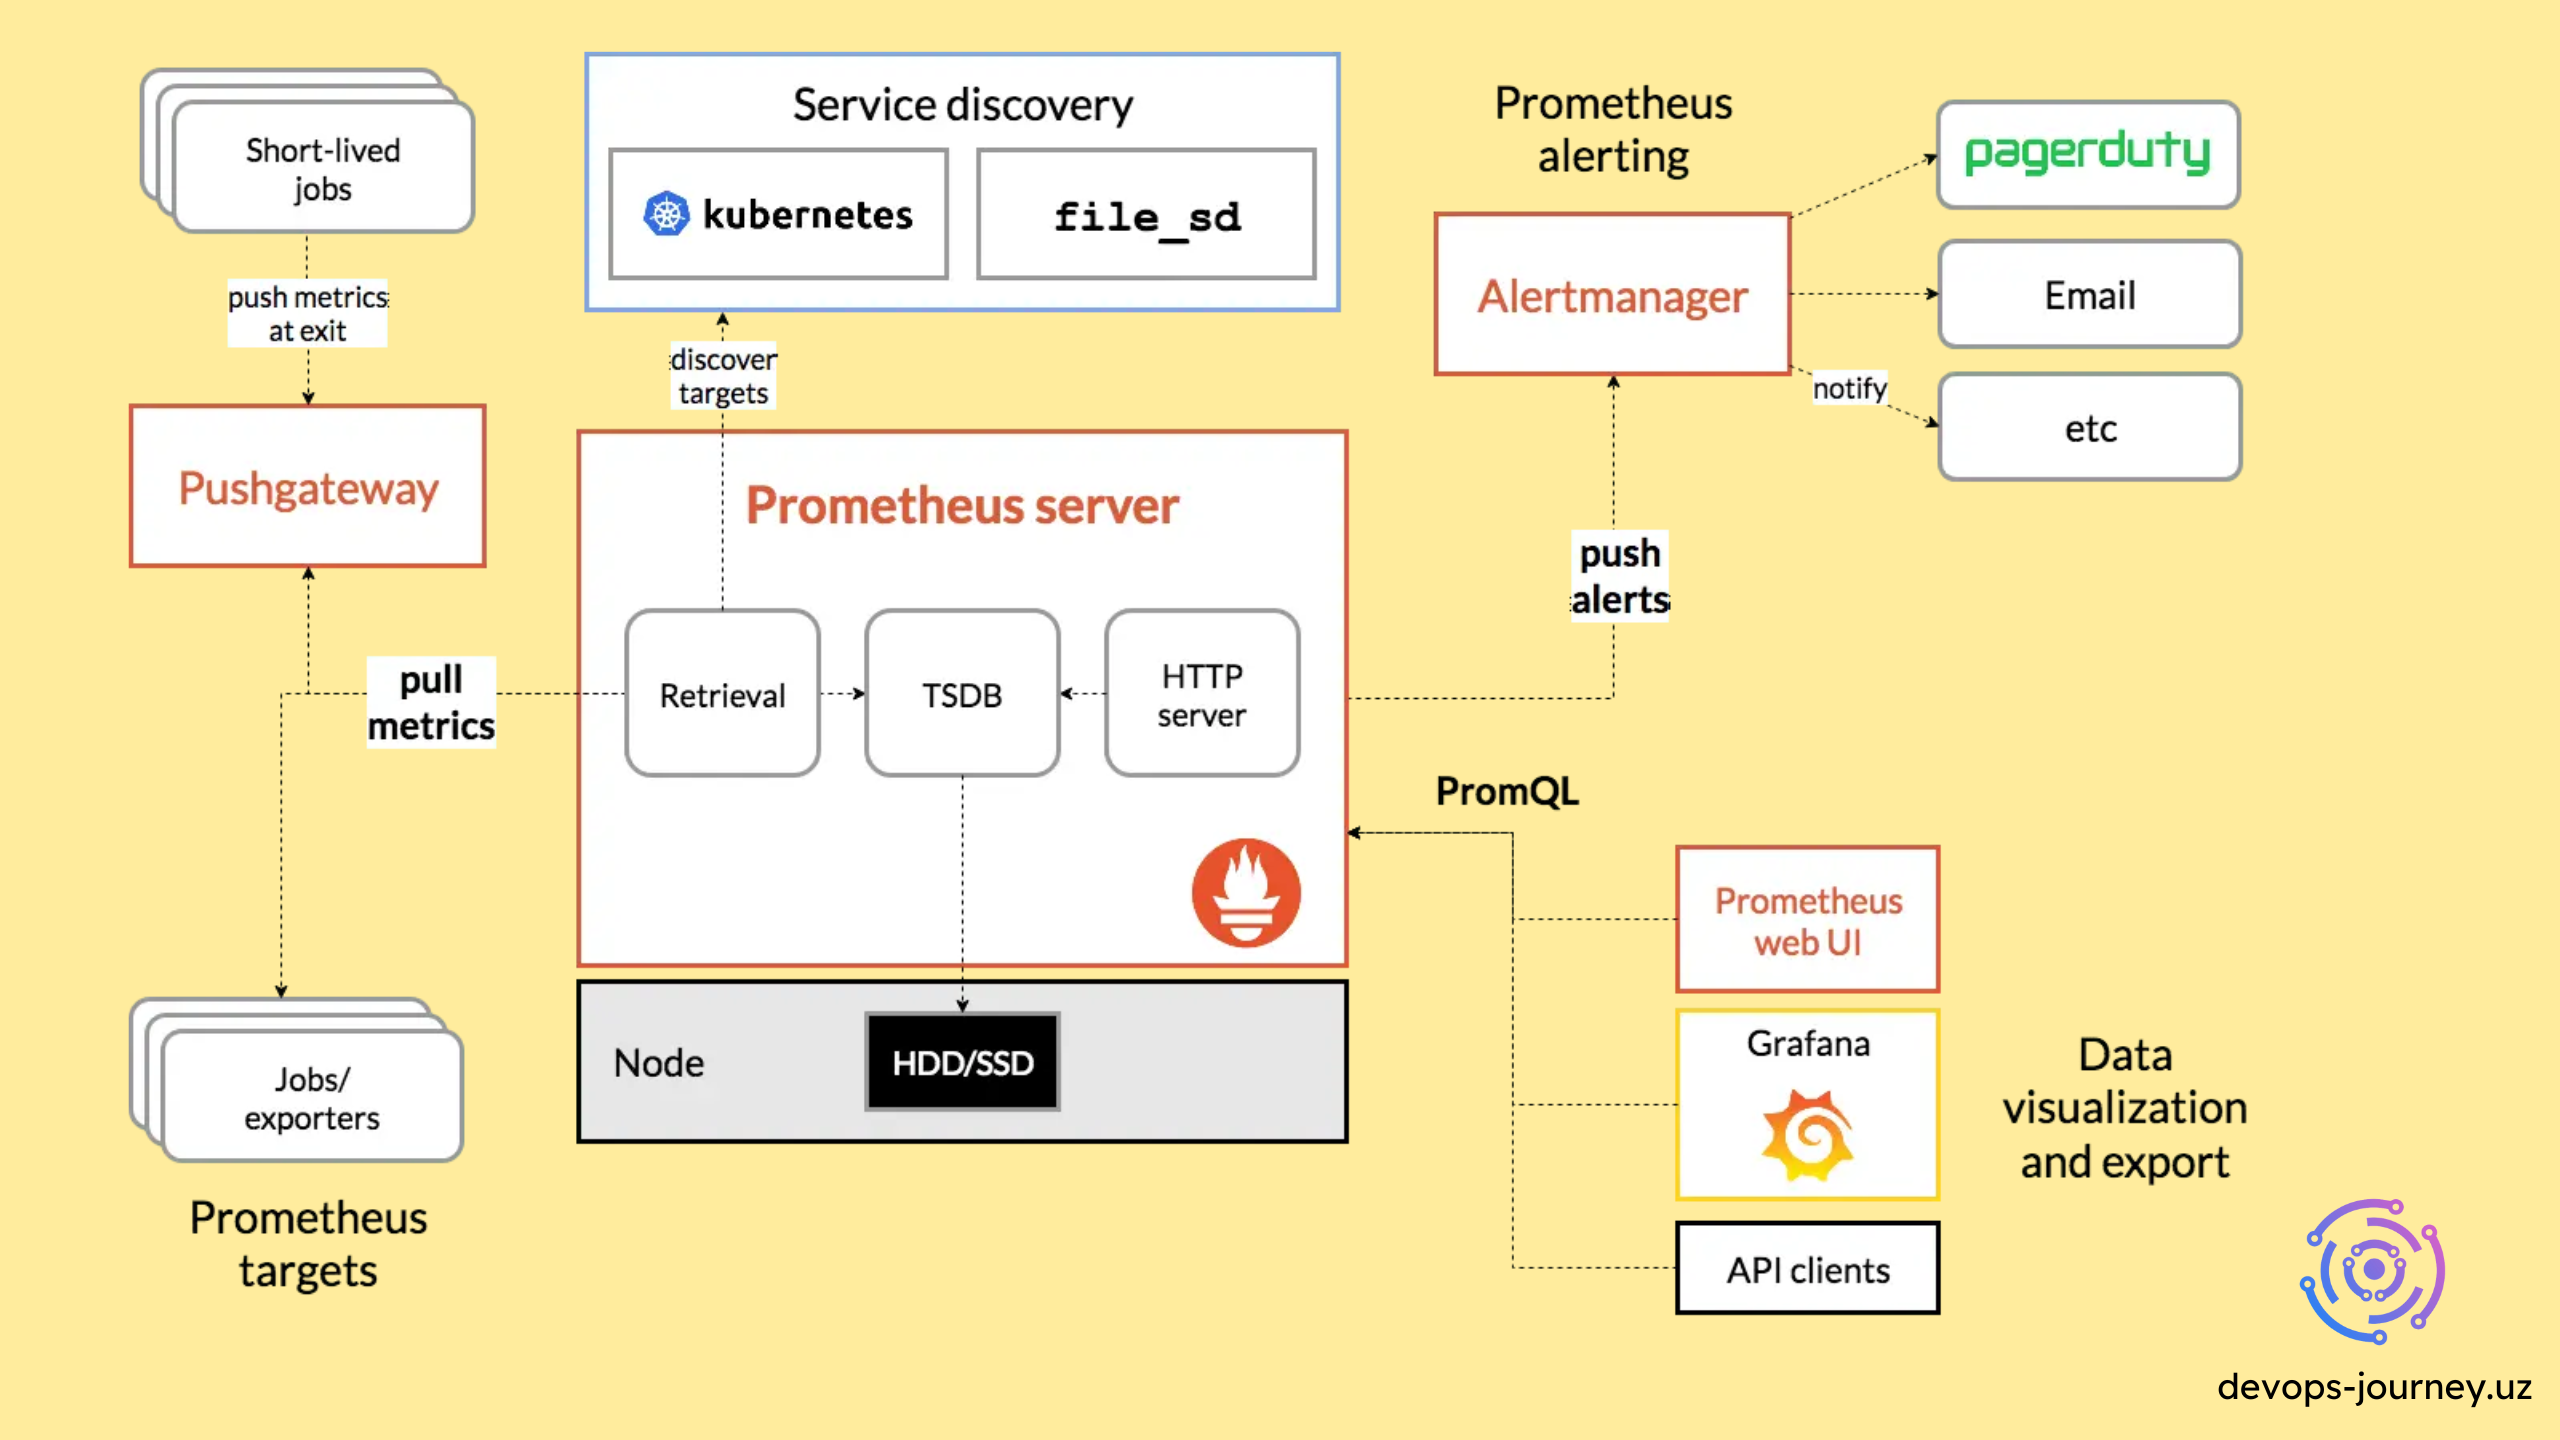 Short-lived
jobs
push metrics
at exit
Pushgateway
pull
metrics
Jobs/
exporters
Prometheus
targets
Service discovery
kubernetes
file_sd
discover
targets
Prometheus server
Retrieval
TSDB
HTTP
server
Node
HDD/SSD
Prometheus
alerting
Alertmanager
pagerduty
Email
etc
notify
push
alerts
PromQL
Prometheus
web UI
Grafana
API clients
Data
visualization
and export
devops-journey.uz